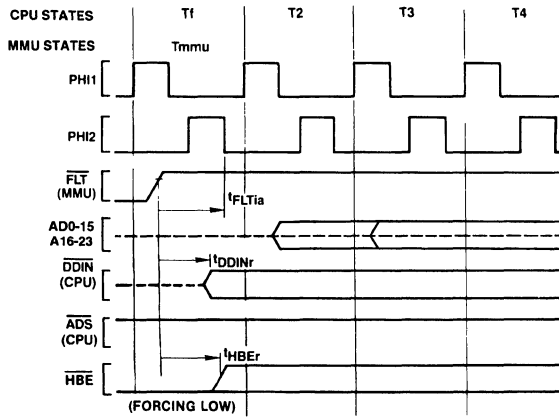 CPU STATES Tf T2 T3 T4
MMU STATES Tmmu
PHI1
PHI2
FLT
(MMU)
tFLTia
AD0-15
A16-23
DDIN
(CPU)
tDDINr
ADS
(CPU)
tHBEr
HBE
(FORCING LOW)